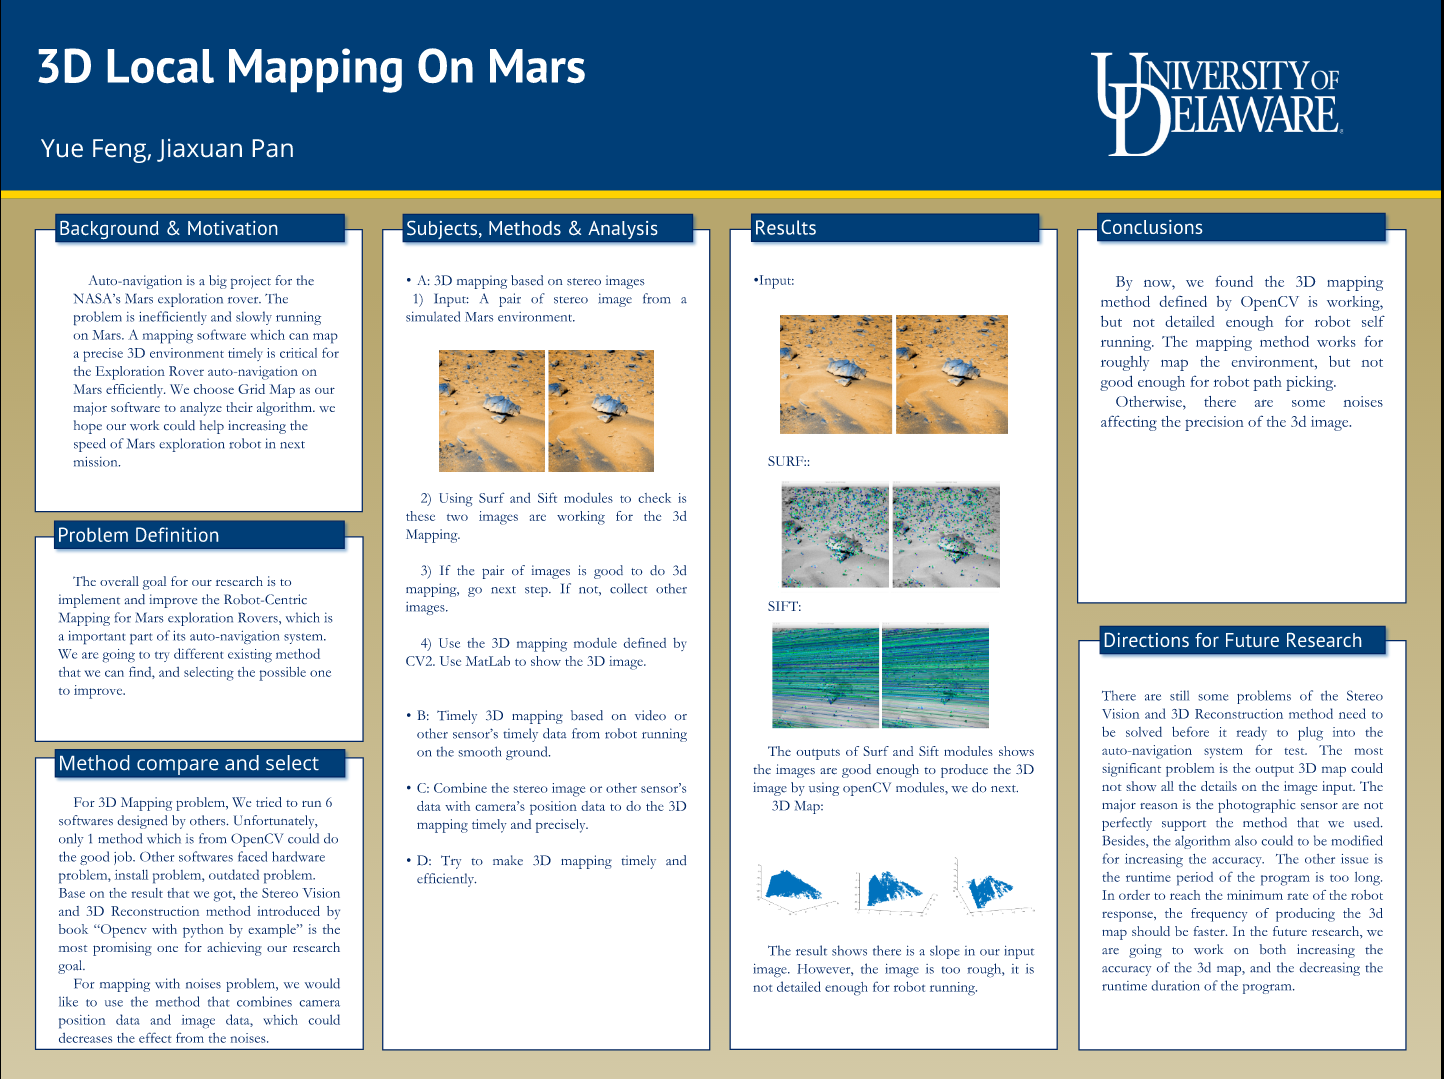 3D Local Mapping On Mars
Yue Feng, Jiaxuan Pan
UNIVERSITY OF
DELAWARE
Background & Motivation
Auto-navigation is a big project for the
NASA's Mars exploration rover. The
problem is inefficiently and slowly running
on Mars. A mapping software which can map
a precise 3D environment timely is critical for
the Exploration Rover auto-navigation on
Mars efficiently. We choose Grid Map as our
major software to analyze their algorithm. we
hope our work could help increasing the
speed of Mars exploration robot in next
mission.
Problem Definition
The overall goal for our research is to
implement and improve the Robot-Centric
Mapping for Mars exploration Rovers, which is
a important part of its auto-navigation system.
We are going to try different existing method
that we can find, and selecting the possible one
to improve.
Method compare and select
For 3D Mapping problem, We tried to run 6
softwares designed by others. Unfortunately,
only 1 method which is from OpenCV could do
the good job. Other softwares faced hardware
problem, install problem, outdated problem.
Base on the result that we got, the Stereo Vision
and 3D Reconstruction method introduced by
book “Opencv with python by example” is the
most promising one for achieving our research
goal.
For mapping with noises problem, we would
like to use the method that combines camera
position data and image data, which could
decreases the effect from the noises.
Subjects, Methods & Analysis
• A: 3D mapping based on stereo images
1) Input: A pair of stereo image from a
simulated Mars environment.
2) Using Surf and Sift modules to check is
these two images are working for the 3d
Mapping.
3) If the pair of images is good to do 3d
mapping, go next step. If not, collect other
images.
4) Use the 3D mapping module defined by
CV2. Use MatLab to show the 3D image.
• B: Timely 3D mapping based on video or
other sensor's timely data from robot running
on the smooth ground.
• C: Combine the stereo image or other sensor's
data with camera's position data to do the 3D
mapping timely and precisely.
• D: Try to make 3D mapping timely and
efficiently.
Results
•Input:
SURF::
SIFT:
The outputs of Surf and Sift modules shows
the images are good enough to produce the 3D
image by using openCV modules, we do next.
3D Map:
The result shows there is a slope in our input
image. However, the image is too rough, it is
not detailed enough for robot running.
Conclusions
By now, we found the 3D mapping
method defined by OpenCV is working,
but not detailed enough for robot self
running. The mapping method works for
roughly map the environment, but not
good enough for robot path picking.
Otherwise, there are some noises
affecting the precision of the 3d image.
Directions for Future Research
There are still some problems of the Stereo
Vision and 3D Reconstruction method need to
be solved before it ready to plug into the
auto-navigation system for test. The most
significant problem is the output 3D map could
not show all the details on the image input. The
major reason is the photographic sensor are not
perfectly support the method that we used.
Besides, the algorithm also could to be modified
for increasing the accuracy. The other issue is
the runtime period of the program is too long.
In order to reach the minimum rate of the robot
response, the frequency of producing the 3d
map should be faster. In the future research, we
are going to work on both increasing the
accuracy of the 3d map, and the decreasing the
runtime duration of the program.